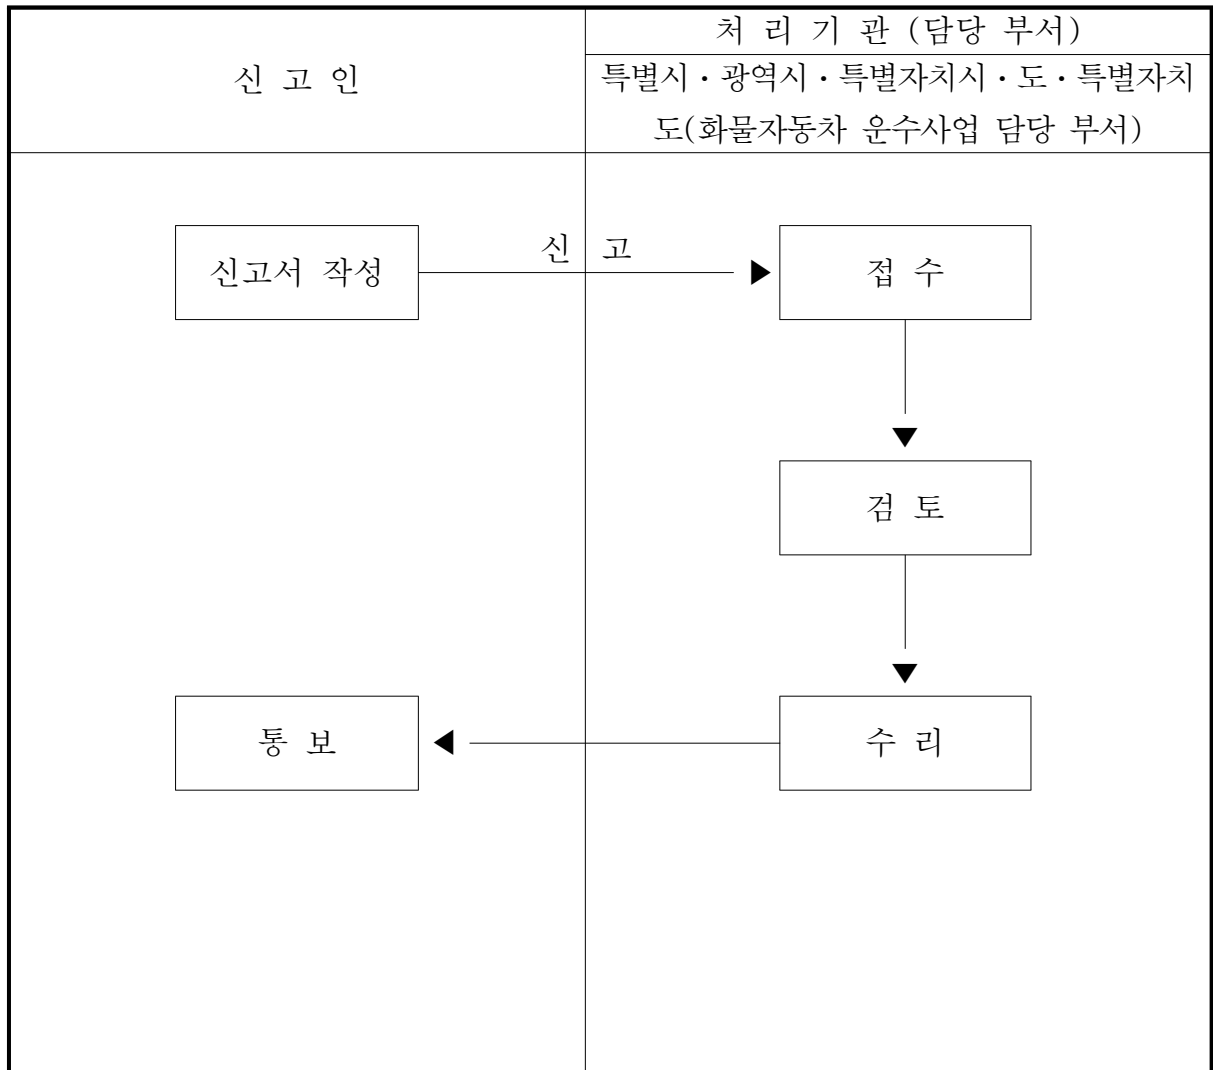 처 리 기 관 (담당 부서)
신 고 인
특별시・광역시・특별자치시・도・특별자치
도(화물자동차 운수사업 담당 부서)
신 고
신고서 작성
접 수
검 토
통 보
수 리